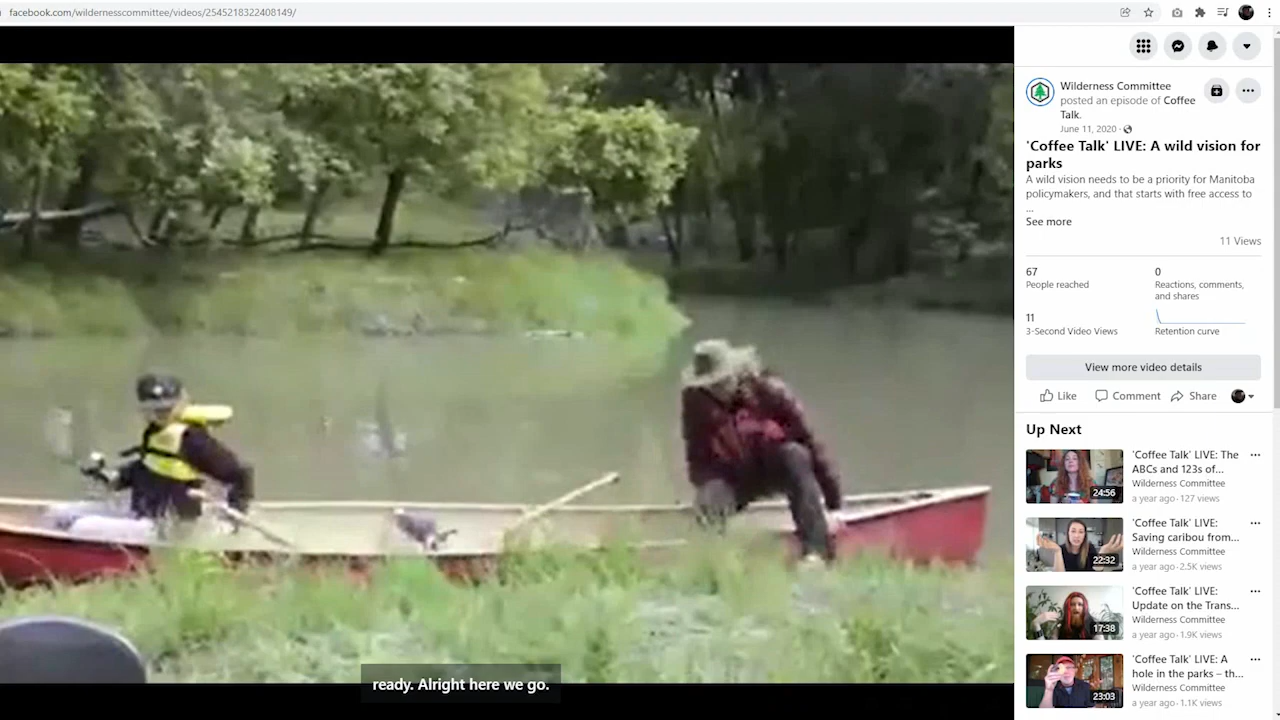 facebook.com/wildernesscommittee/videos/2545218322408149/
Wilderness Committee
posted an episode of Coffee
Talk.
June 11, 2020 ·
'Coffee Talk' LIVE: A wild vision for
parks
A wild vision needs to be a priority for Manitoba
policymakers, and that starts with free access to
...
See more
11 Views
67
People reached
0
Reactions, comments,
and shares
11
3-Second Video Views
Retention curve
View more video details
Like
Comment
Share
Up Next
'Coffee Talk' LIVE: The
ABCs and 123s of...
Wilderness Committee
a year ago · 127 views
24:56
'Coffee Talk' LIVE:
Saving caribou from...
Wilderness Committee
a year ago · 2.5K views
22:32
'Coffee Talk' LIVE:
Update on the Trans...
Wilderness Committee
a year ago · 1.9K views
17:38
'Coffee Talk' LIVE: A
hole in the parks – th...
Wilderness Committee
a year ago · 1.1K views
23:03
ready. Alright here we go.